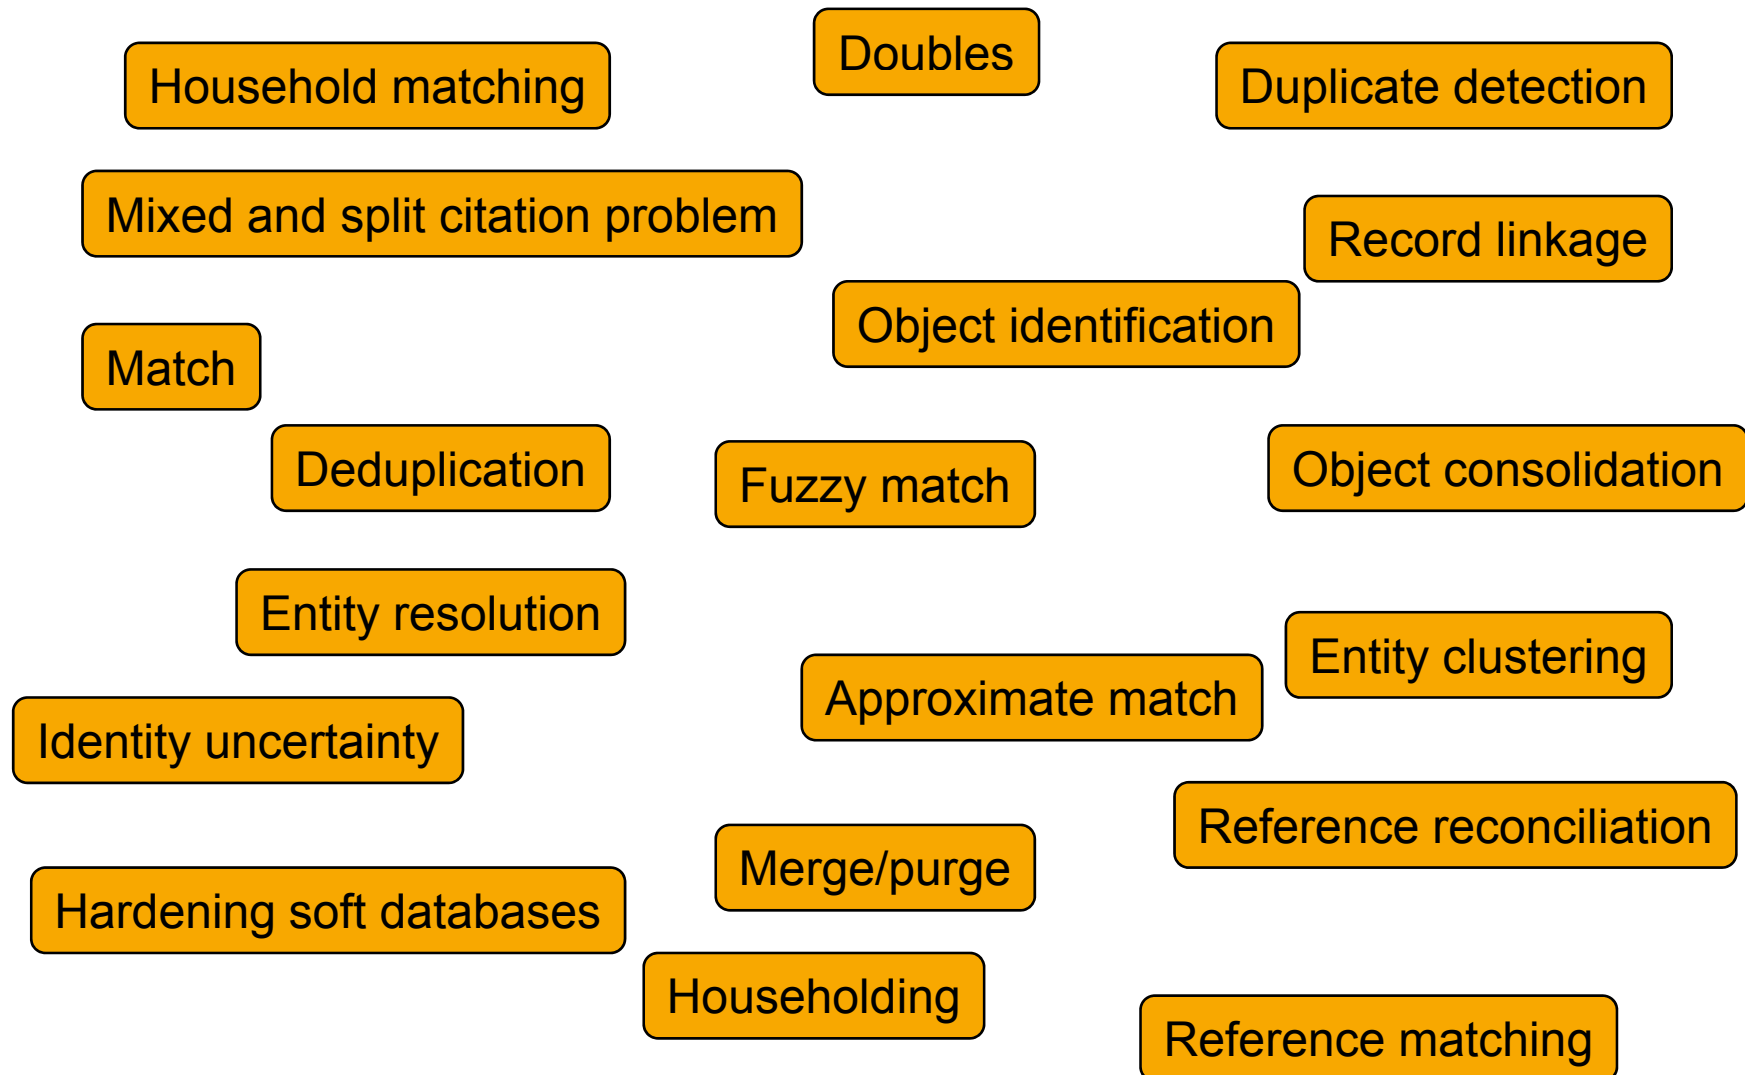 Doubles
Household matching
Duplicate detection
Mixed and split citation problem
Record linkage
Object identification
Match
Deduplication
Fuzzy match
Object consolidation
Entity resolution
Entity clustering
Approximate match
Identity uncertainty
Reference reconciliation
Merge/purge
Hardening soft databases
Householding
Reference matching